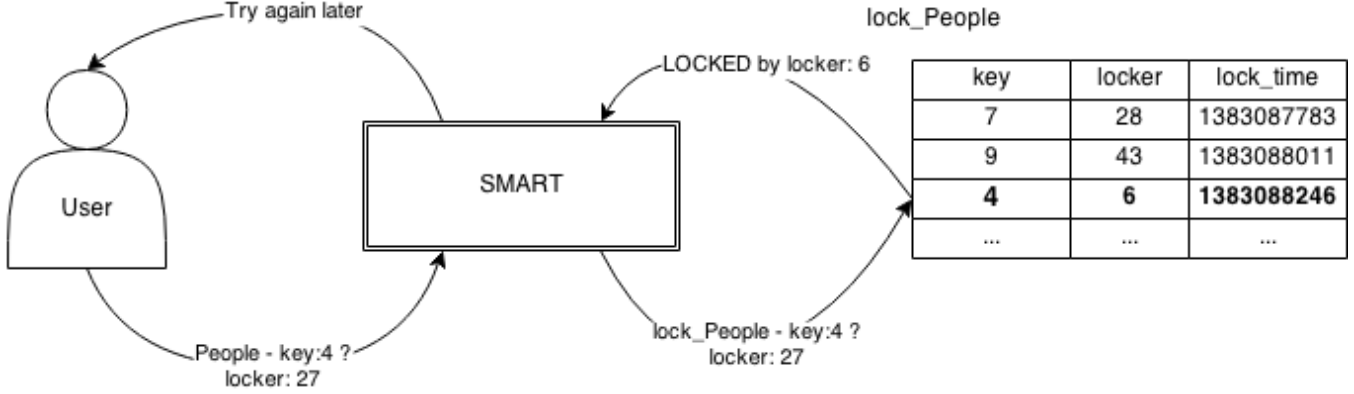 Try again later
lock_People
LOCKED by locker: 6
key locker lock_time
7 28 1383087783
9 43 1383088011
4 6 1383088246
... ... ...
SMART
User
People - key:4 ?
locker: 27
lock_People - key:4 ?
locker: 27